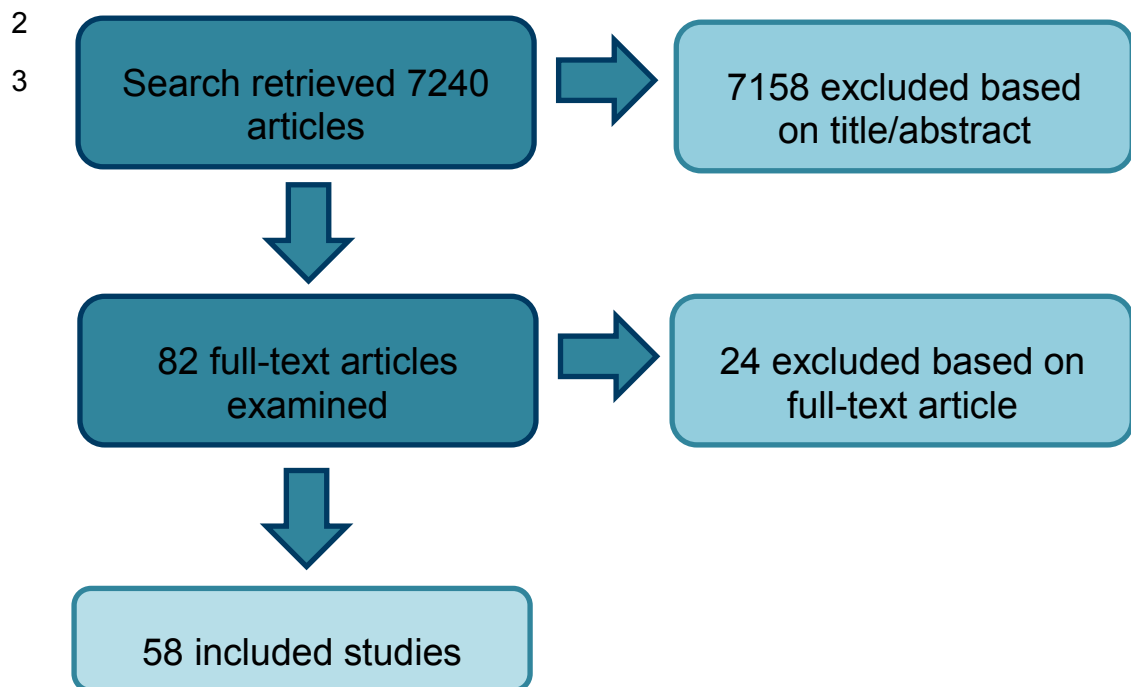 2
3
Search retrieved 7240
articles
7158 excluded based
on title/abstract
82 full-text articles
examined
24 excluded based on
full-text article
58 included studies